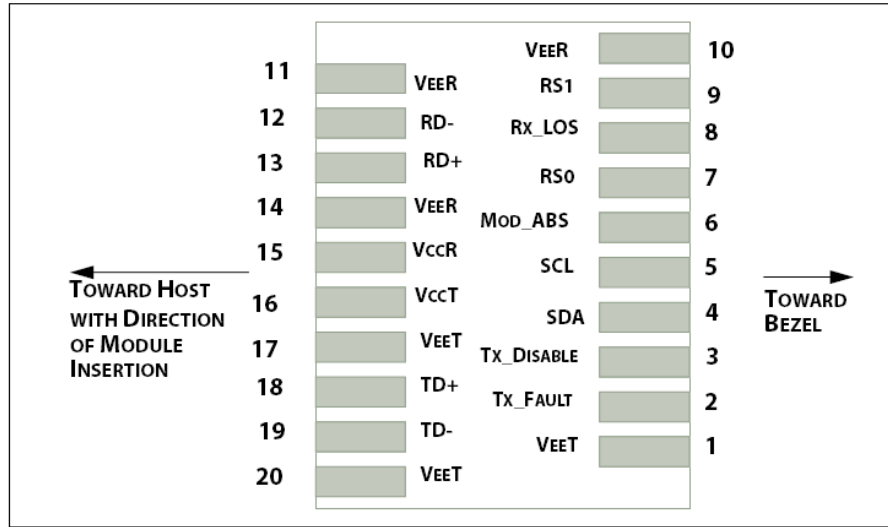 11 VEER
12 RD-
13 RD+
14 VEER
15 VCCR
16 VCCT
17 VEET
18 TD+
19 TD-
20 VEET
VEER 10
RS1 9
RX_LOS 8
RS0 7
MOD_ABS 6
SCL 5
SDA 4
TX_DISABLE 3
TX_FAULT 2
VEET 1
TOWARD HOST
WITH DIRECTION
OF MODULE
INSERTION
TOWARD
BEZEL